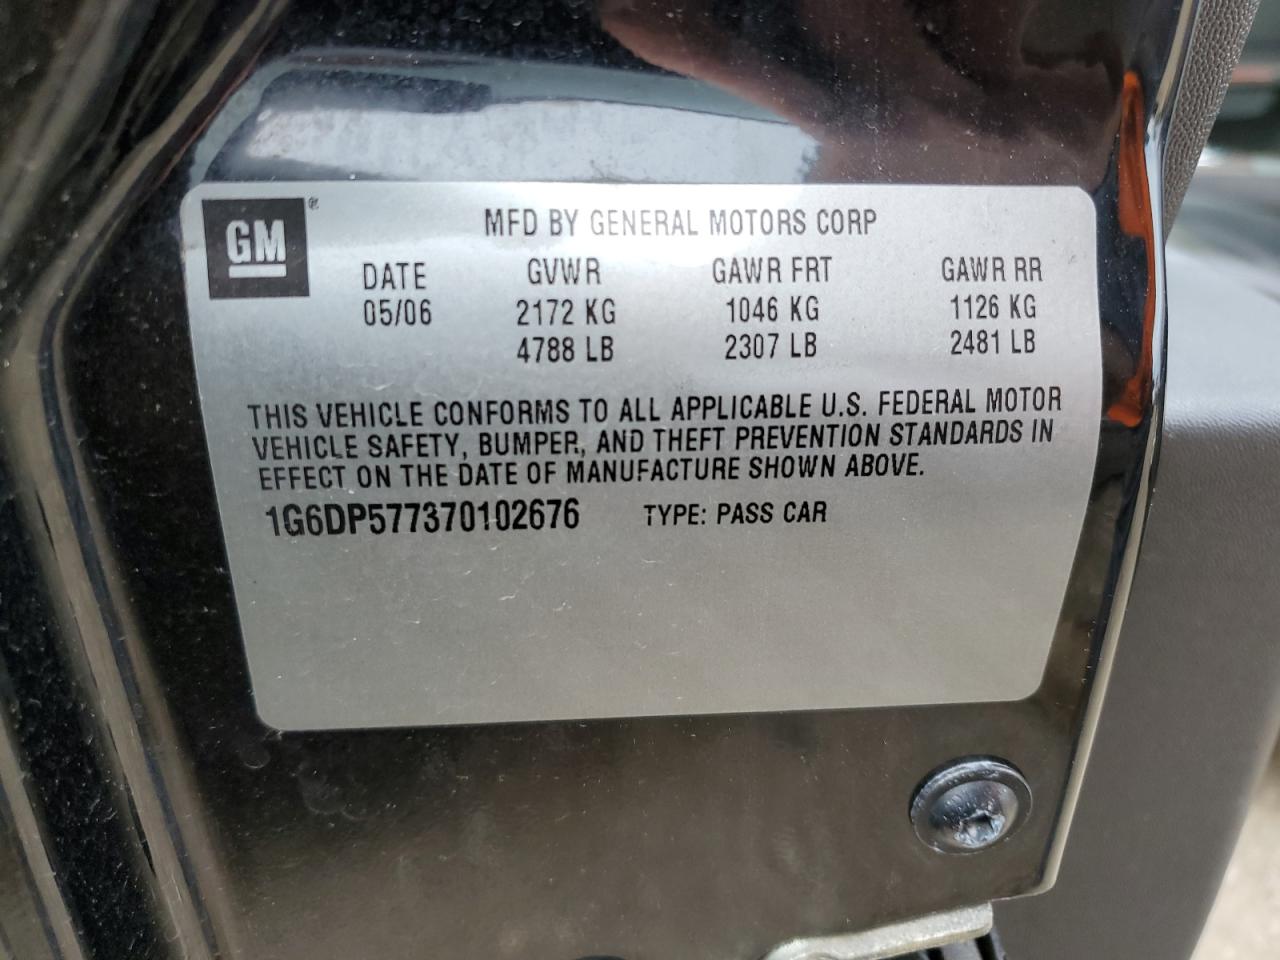 GM ®
MFD BY GENERAL MOTORS CORP
DATE GVWR GAWR FRT GAWR RR
05/06 2172 KG 1046 KG 1126 KG
4788 LB 2307 LB 2481 LB
THIS VEHICLE CONFORMS TO ALL APPLICABLE U.S. FEDERAL MOTOR
VEHICLE SAFETY, BUMPER, AND THEFT PREVENTION STANDARDS IN
EFFECT ON THE DATE OF MANUFACTURE SHOWN ABOVE.
1G6DP577370102676 TYPE: PASS CAR